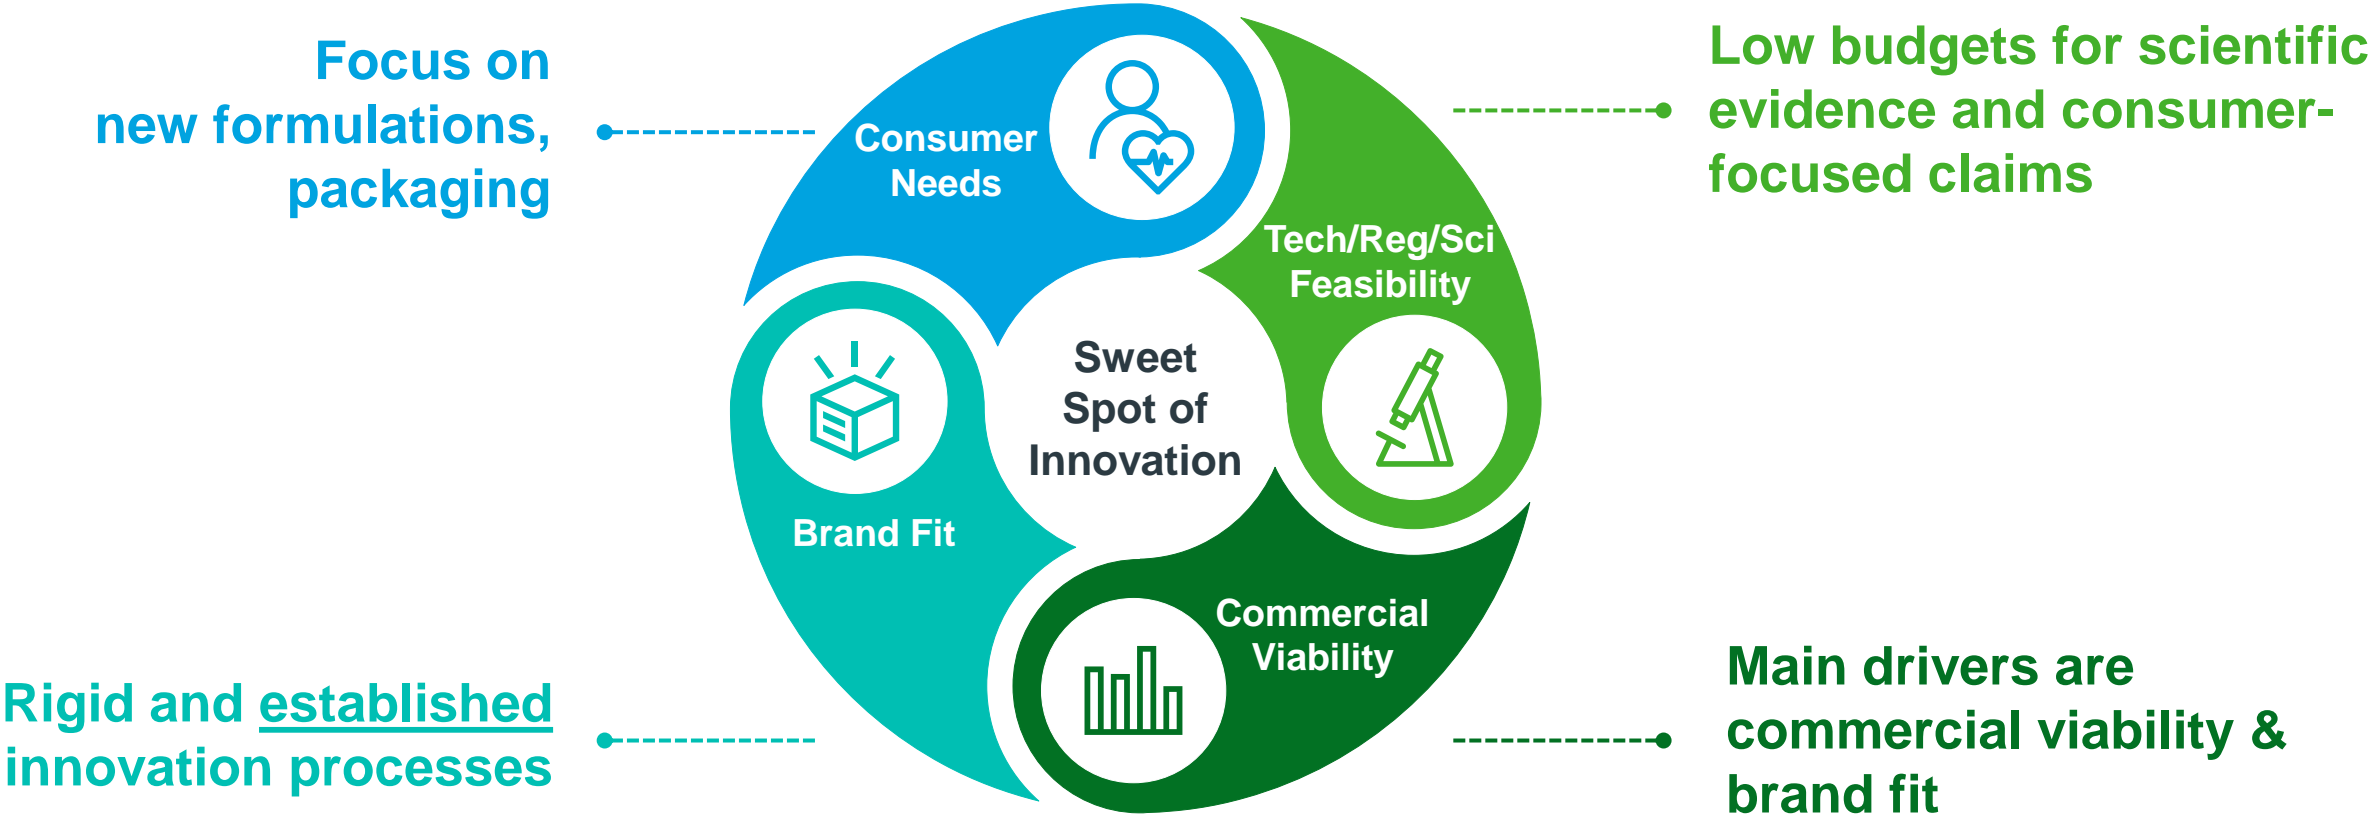 Focus on
new formulations,
packaging
Consumer
Needs
Low budgets for scientific
evidence and consumer-
focused claims
Tech/Reg/Sci
Feasibility
Sweet
Spot of
Innovation
Brand Fit
Commercial
Viability
Rigid and established
innovation processes
Main drivers are
commercial viability &
brand fit